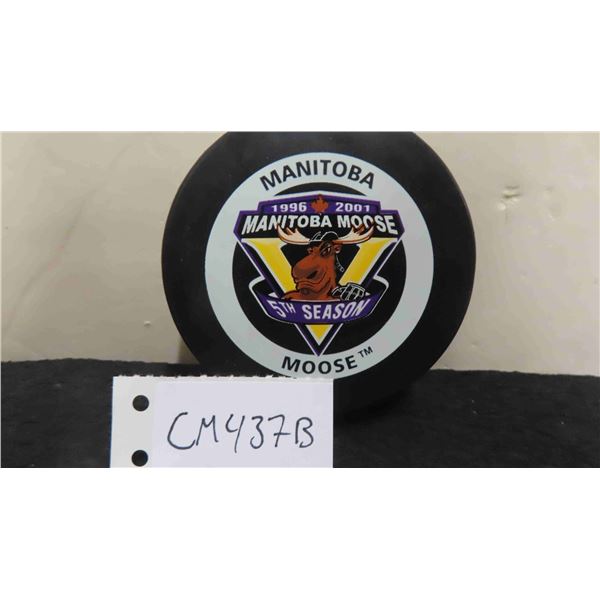 MANITOBA
1996 2001
MANITOBA MOOSE
5TH SEASON
MOOSE™
CM437B